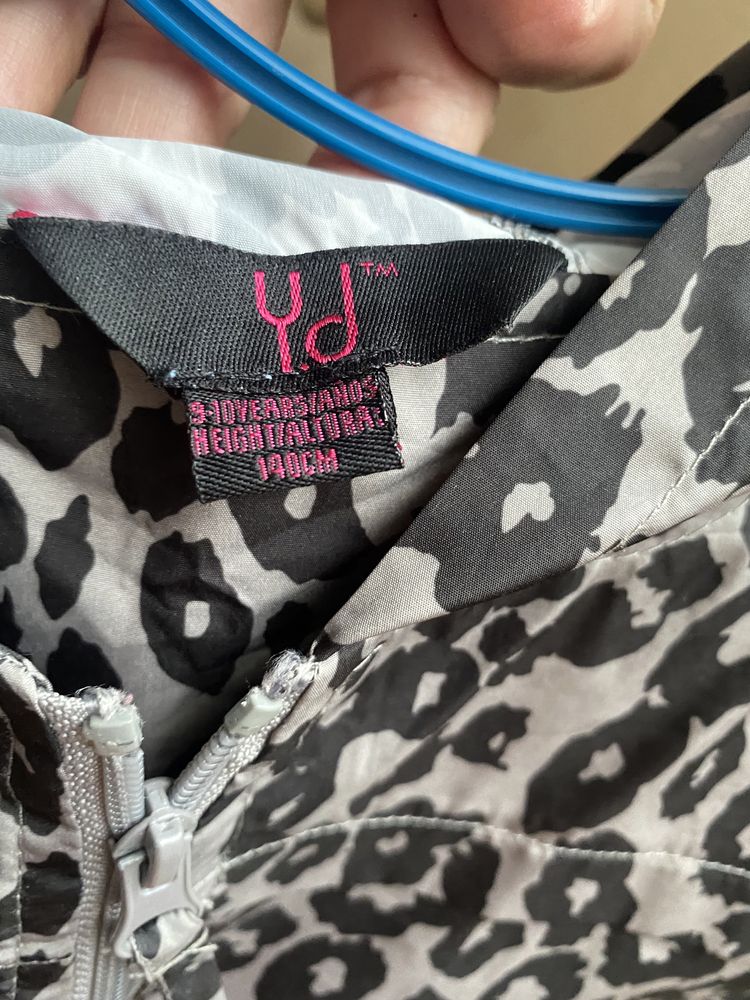 Y.d™
9-10YEARS/ANOS
HEIGHT/ALTURA
140CM